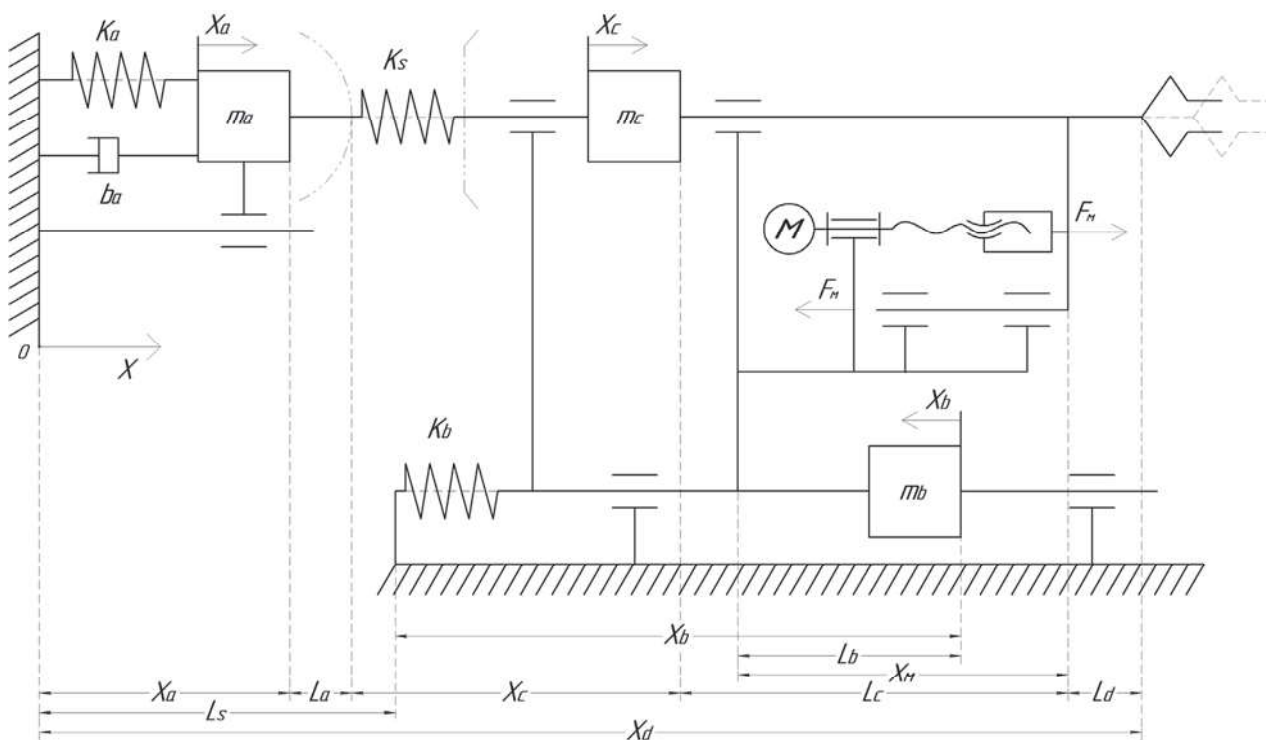 Ka
Xa
Xc
Ks
ma
mc
ba
M
Fм
Fм
0
X
Kb
Xb
mb
Xb
Lb
Xм
Xa
La
Xc
Lc
Ld
Ls
Xd